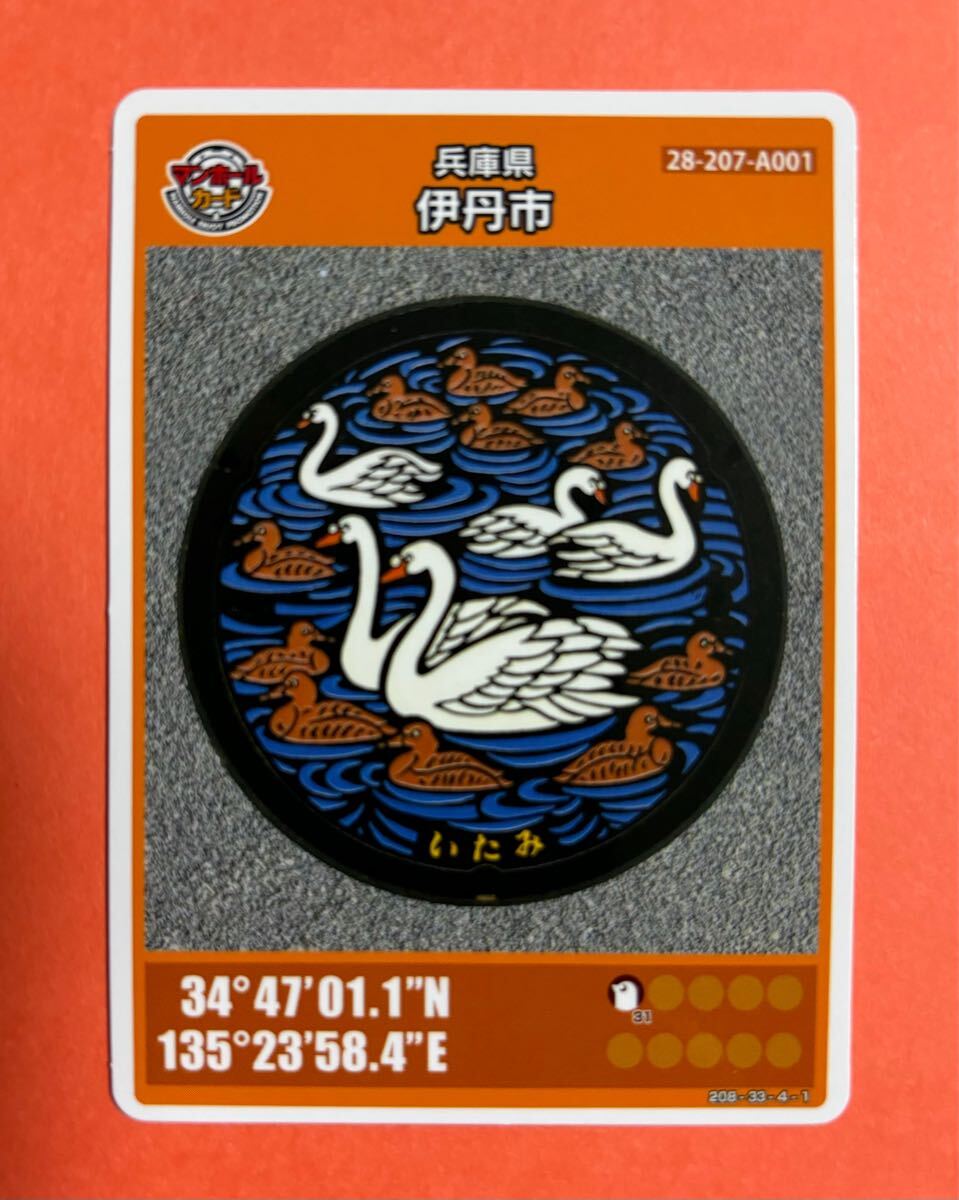 マンホール
カード
兵庫県
伊丹市
28-207-A001
いたみ
34°47'01.1"N
135°23'58.4"E
31
208-33-4-1